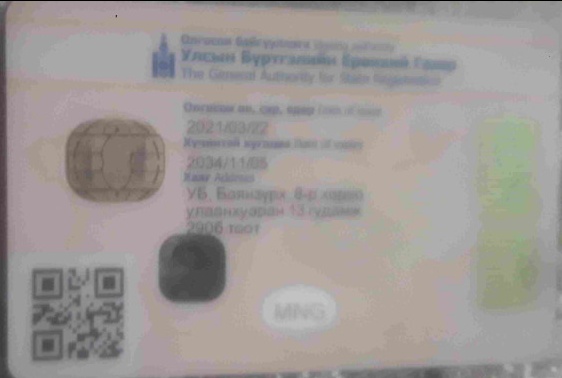 Олгосон байгууллага Issuing authority
Улсын Бүртгэлийн Ерөнхий Газар
The General Authority for State Registration
Олгосон он, сар, өдөр Date of issue
2021/03/22
Хүчинтэй хугацаа Date of expiry
2034/11/05
Хаяг Address
УБ, Баянзүрх, 8-р хороо
улаанхуаран 13 гудамж
290б тоот
MNG